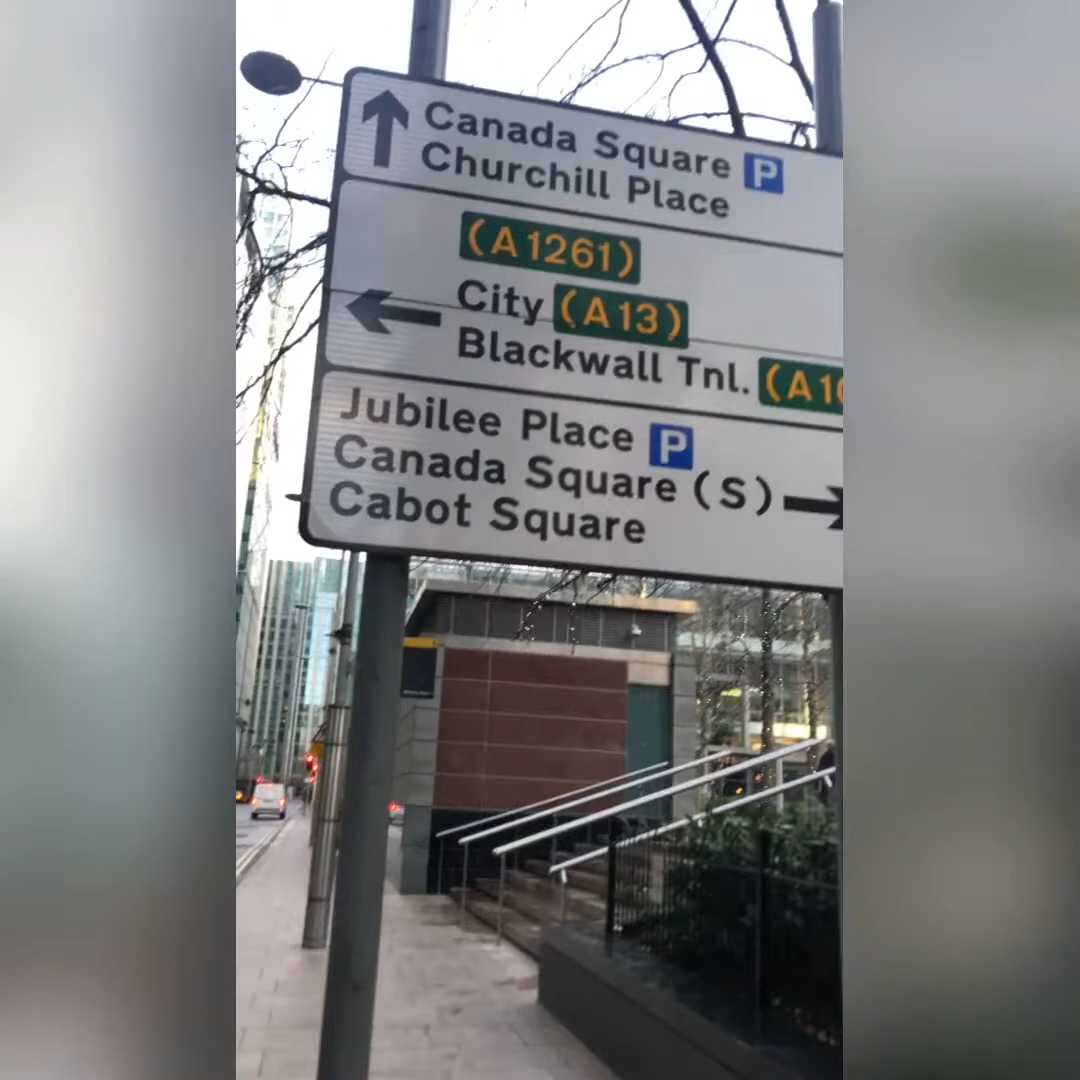 Canada Square P
Churchill Place
(A1261)
City (A13)
Blackwall Tnl.
Jubilee Place P
Canada Square (S)
Cabot Square